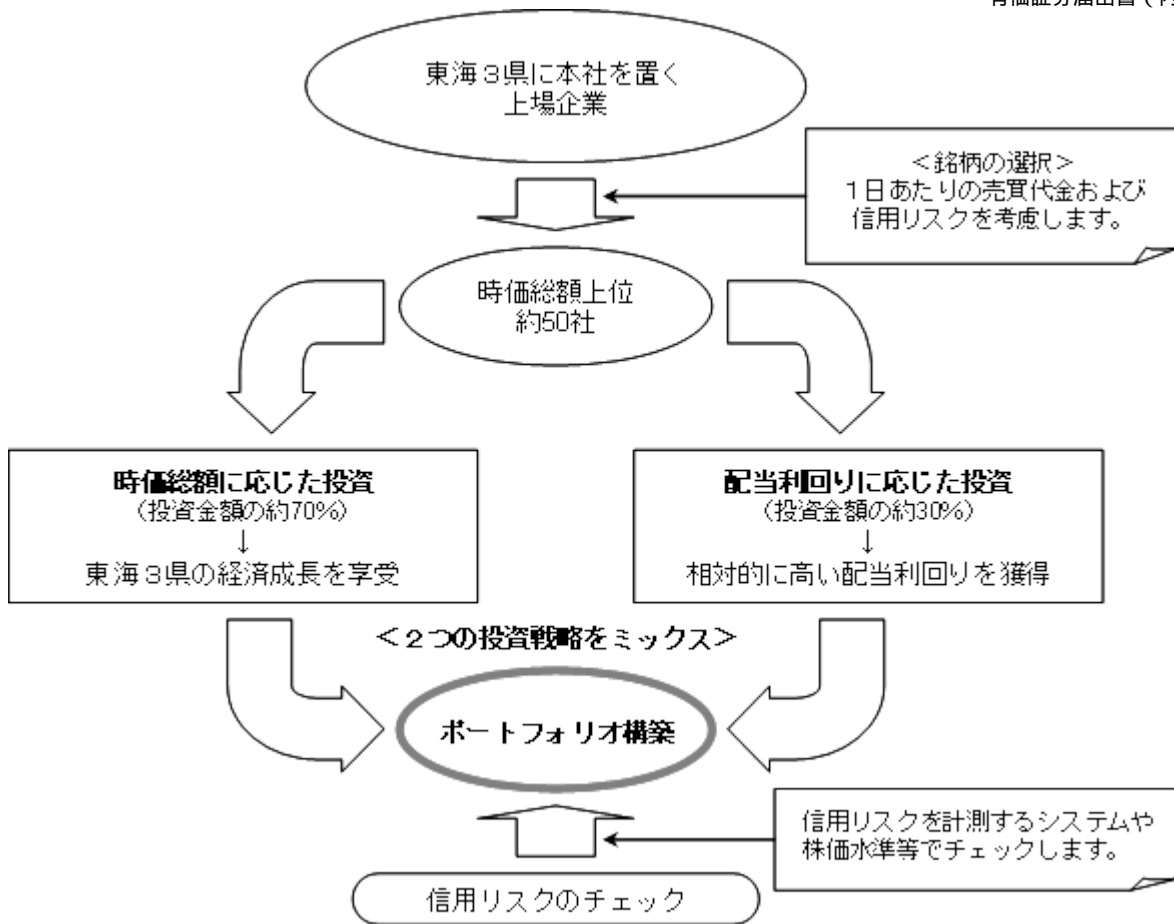 有価証券届出書（内
東海３県に本社を置く
上場企業
＜銘柄の選択＞
１日あたりの売買代金および
信用リスクを考慮します。
時価総額上位
約50社
時価総額に応じた投資
（投資金額の約70%）
↓
東海３県の経済成長を享受
配当利回りに応じた投資
（投資金額の約30%）
↓
相対的に高い配当利回りを獲得
＜２つの投資戦略をミックス＞
ポートフォリオ構築
信用リスクを計測するシステムや
株価水準等でチェックします。
信用リスクのチェック